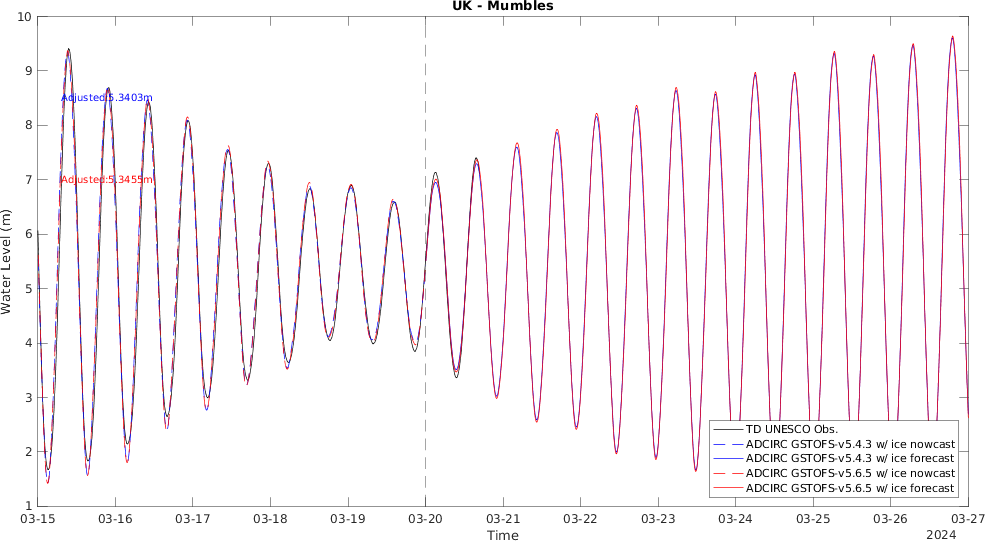 UK - Mumbles
10
9
8
7
6
5
4
3
2
1
Water Level (m)
Adjusted:5.3403m
Adjusted:5.3455m
TD UNESCO Obs.
ADCIRC GSTOFS-v5.4.3 w/ ice nowcast
ADCIRC GSTOFS-v5.4.3 w/ ice forecast
ADCIRC GSTOFS-v5.6.5 w/ ice nowcast
ADCIRC GSTOFS-v5.6.5 w/ ice forecast
03-15 03-16 03-17 03-18 03-19 03-20 03-21 03-22 03-23 03-24 03-25 03-26 03-27
Time
2024